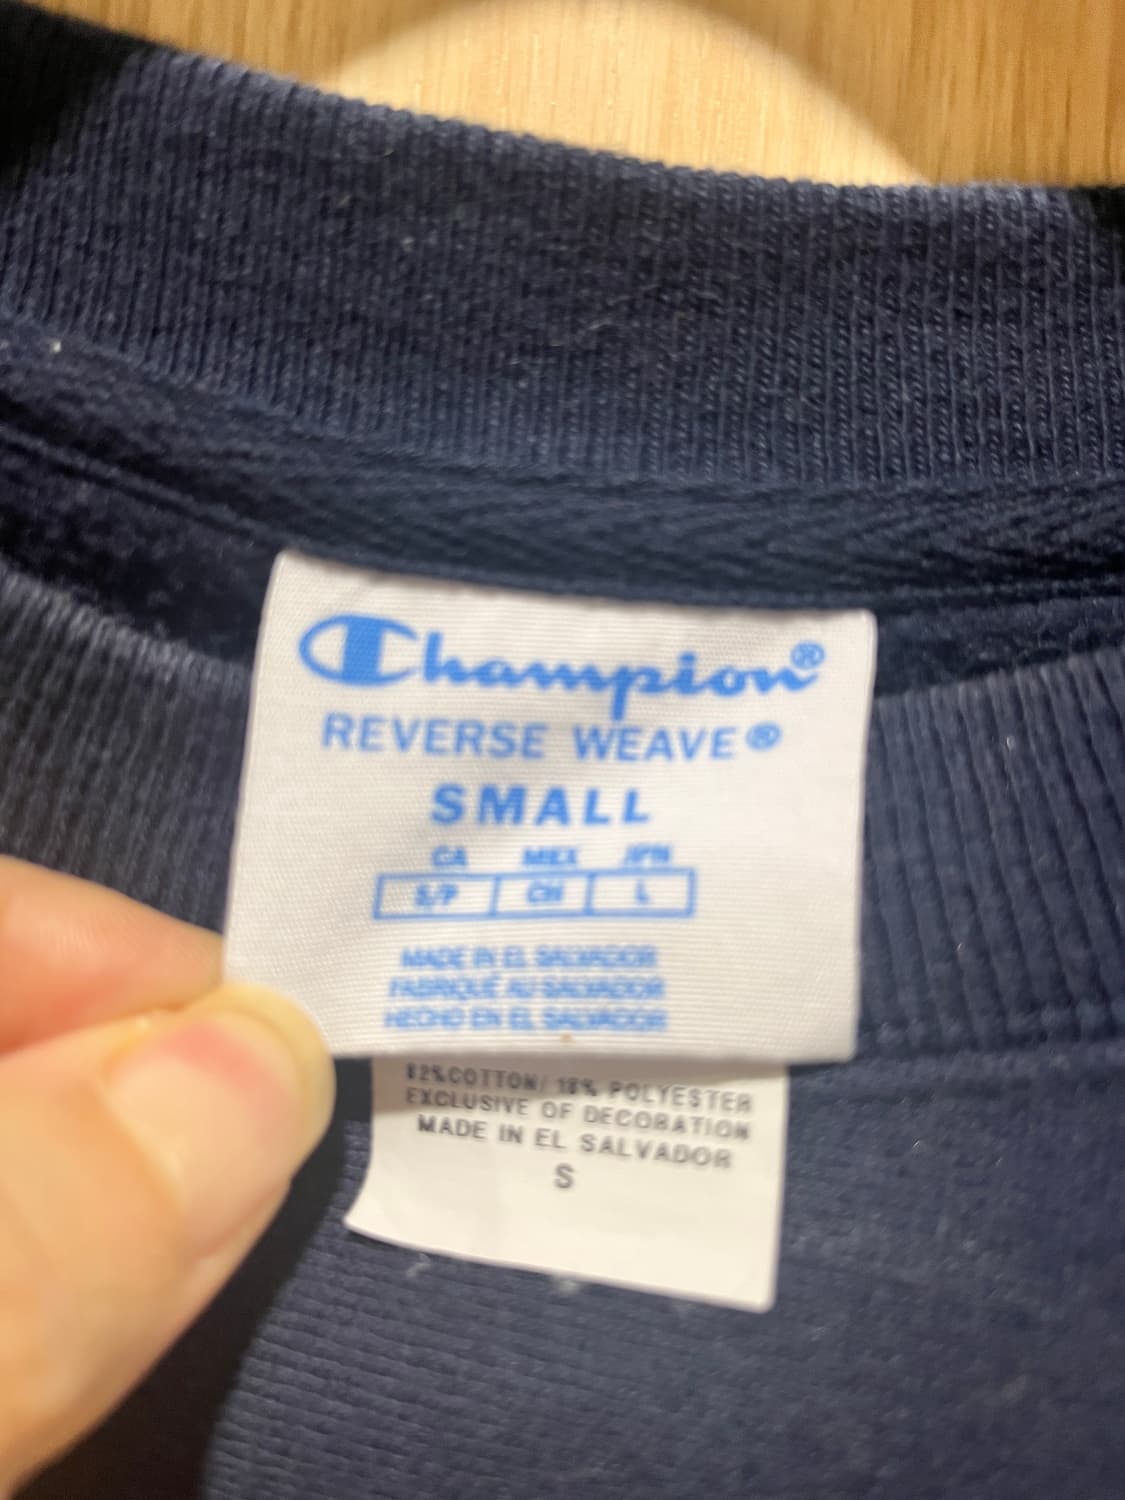 Champion®
REVERSE WEAVE®
SMALL
CA MEX JPN
S/P CH L
MADE IN EL SALVADOR
FABRIQUÉ AU SALVADOR
HECHO EN EL SALVADOR
82%COTTON/ 18% POLYESTER
EXCLUSIVE OF DECORATION
MADE IN EL SALVADOR
S